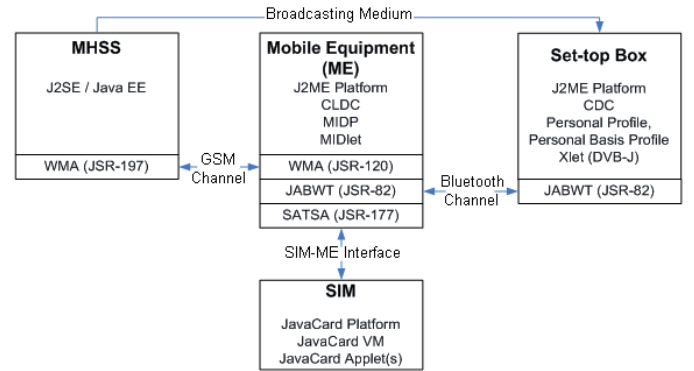 Broadcasting Medium
MHSS
J2SE / Java EE
WMA (JSR-197)
GSM
Channel
Mobile Equipment
(ME)
J2ME Platform
CLDC
MIDP
MIDlet
WMA (JSR-120)
JABWT (JSR-82)
SATSA (JSR-177)
Bluetooth
Channel
Set-top Box
J2ME Platform
CDC
Personal Profile,
Personal Basis Profile
Xlet (DVB-J)
JABWT (JSR-82)
SIM-ME Interface
SIM
JavaCard Platform
JavaCard VM
JavaCard Applet(s)